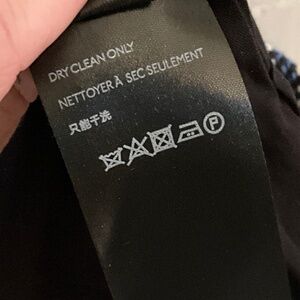 DRY CLEAN ONLY
NETTOYER À SEC SEULEMENT
只能干洗
P